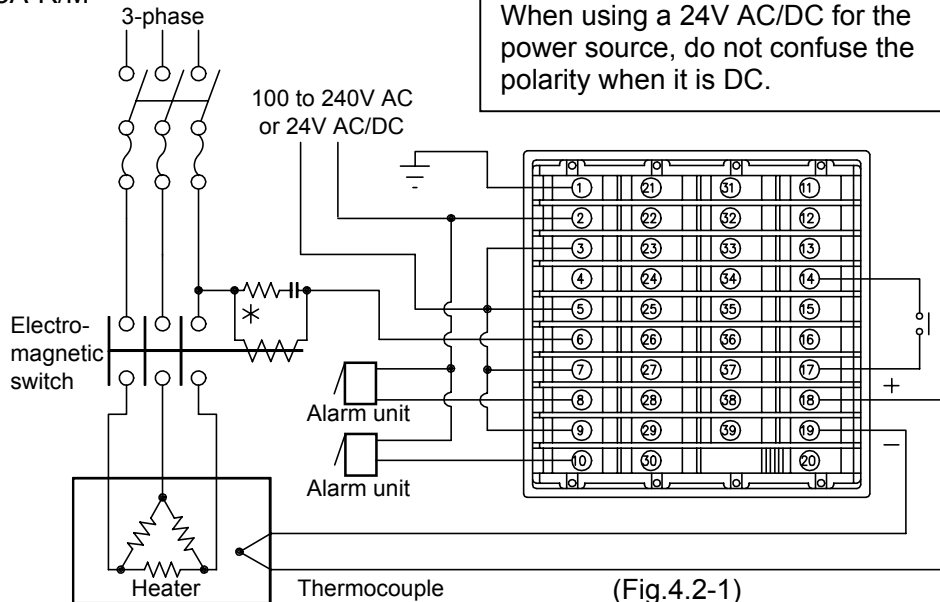 3-phase
When using a 24V AC/DC for the
power source, do not confuse the
polarity when it is DC.
100 to 240V AC
or 24V AC/DC
1 21 31 11
2 22 32 12
3 23 33 13
4 24 34 14
5 25 35 15
6 26 36 16
7 27 37 17
+
8 28 38 18
9 29 39 19
−
10 30 20
Electro-
magnetic
switch
*
Alarm unit
Alarm unit
Heater
Thermocouple
(Fig.4.2-1)